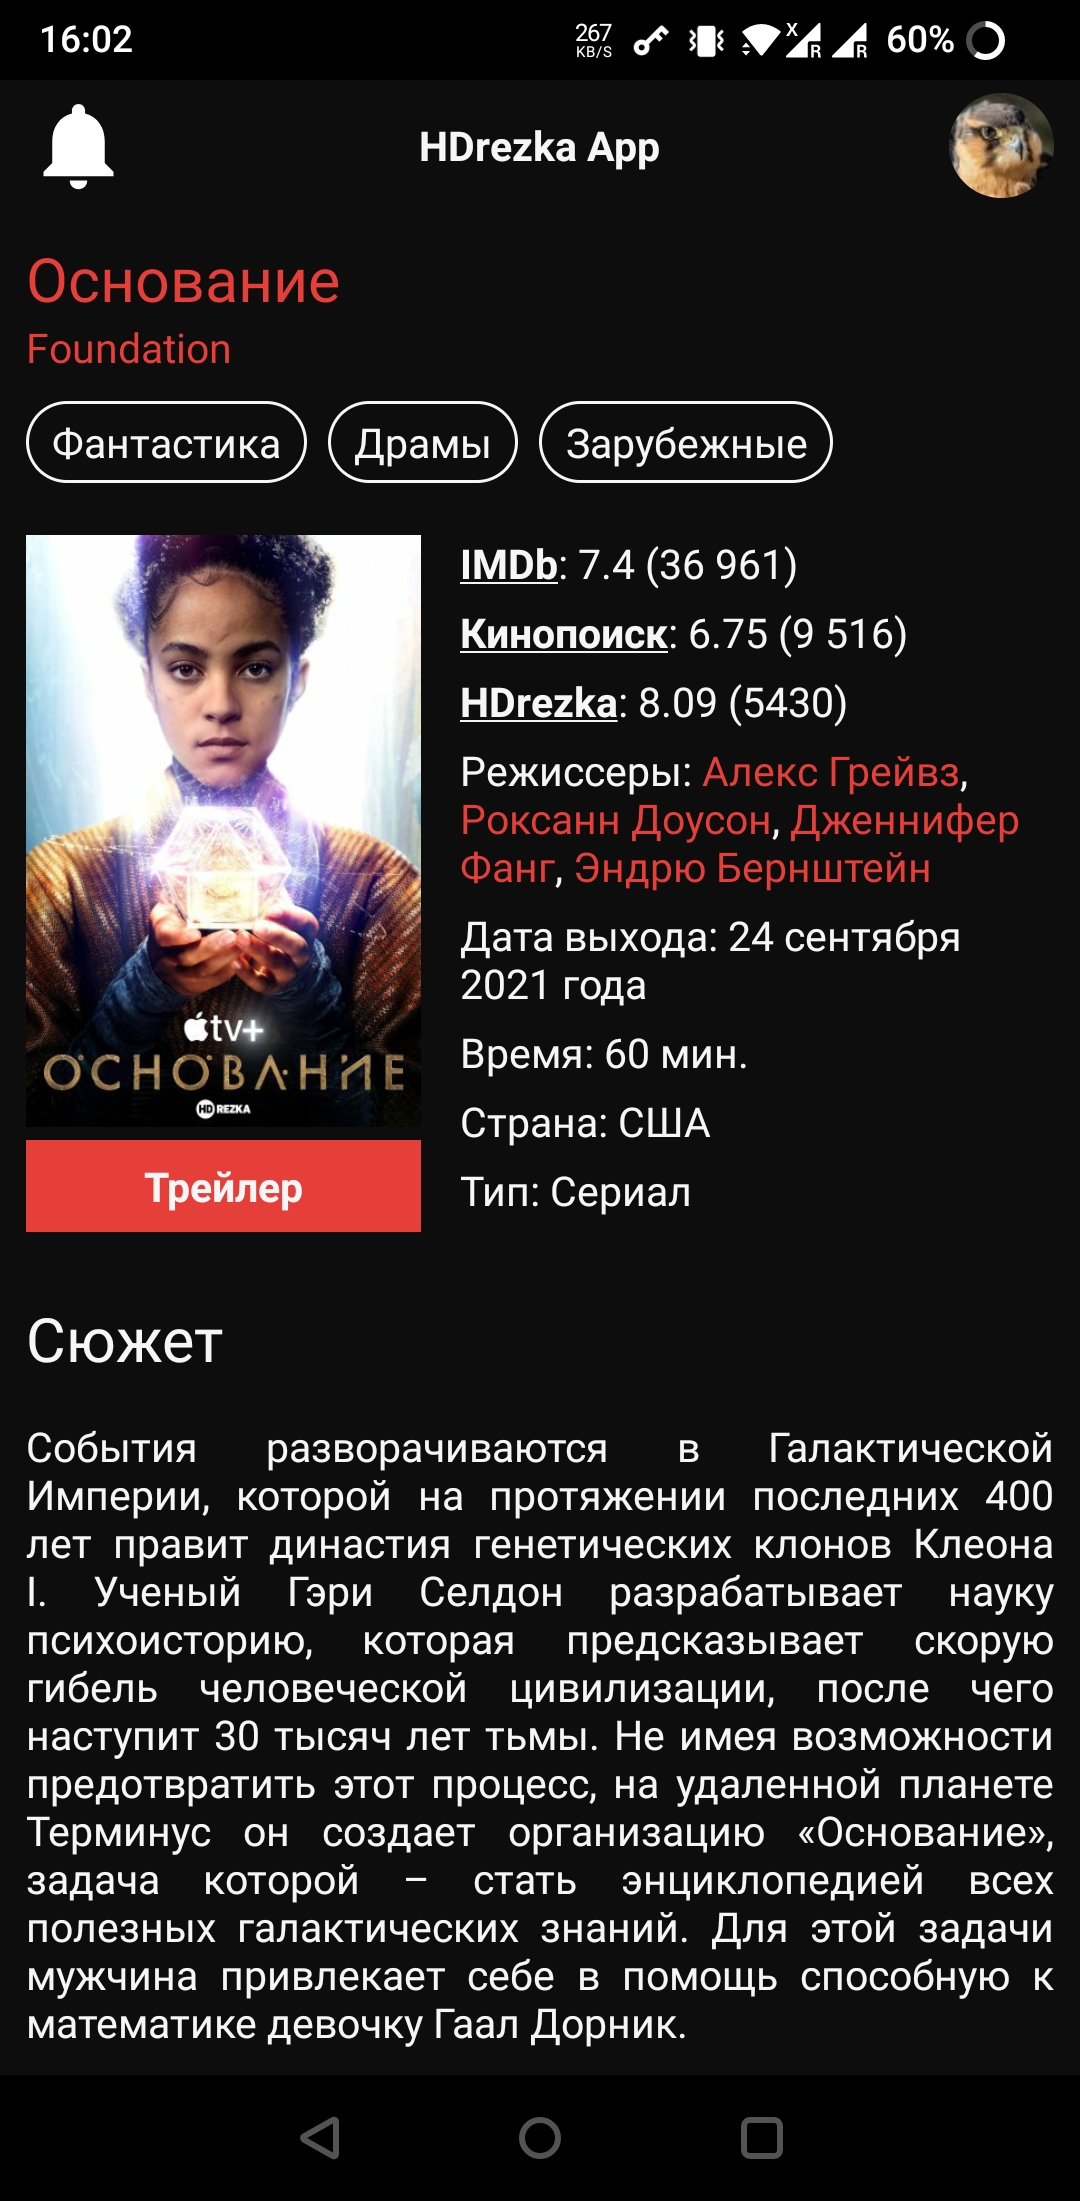 16:02
267
KB/S
X
R
R
60%
HDrezka App
Основание
Foundation
Фантастика
Драмы
Зарубежные
IMDb: 7.4 (36 961)
Кинопоиск: 6.75 (9 516)
HDrezka: 8.09 (5430)
Режиссеры: Алекс Грейвз,
Роксанн Доусон, Дженнифер
Фанг, Эндрю Бернштейн
Дата выхода: 24 сентября
2021 года
Время: 60 мин.
Страна: США
Тип: Сериал
tv+
ОСНОВАНИЕ
HD REZKA
Трейлер
Сюжет
События разворачиваются в Галактической
Империи, которой на протяжении последних 400
лет правит династия генетических клонов Клеона
I. Ученый Гэри Селдон разрабатывает науку
психоисторию, которая предсказывает скорую
гибель человеческой цивилизации, после чего
наступит 30 тысяч лет тьмы. Не имея возможности
предотвратить этот процесс, на удаленной планете
Терминус он создает организацию «Основание»,
задача которой – стать энциклопедией всех
полезных галактических знаний. Для этой задачи
мужчина привлекает себе в помощь способную к
математике девочку Гаал Дорник.